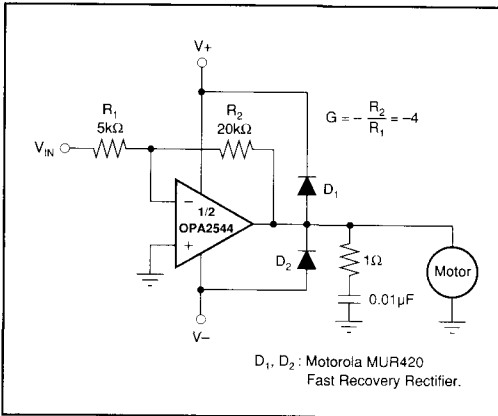 V+
R1
5kΩ
R2
20kΩ
G = − R2/R1 = −4
VIN
−
1/2
OPA2544
+
D1
D2
1Ω
0.01µF
Motor
V−
D1, D2 : Motorola MUR420
Fast Recovery Rectifier.